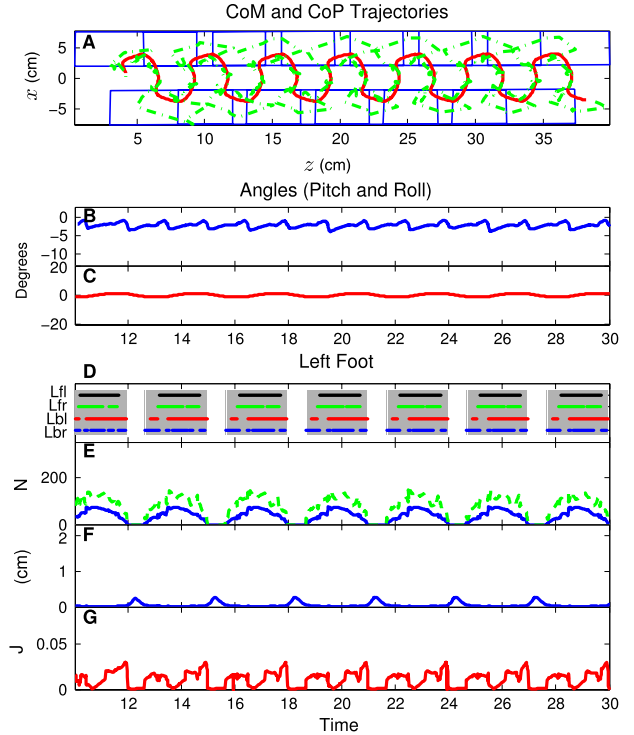 CoM and CoP Trajectories
A
x (cm)
5
0
−5
5 10 15 20 25 30 35
z (cm)
Angles (Pitch and Roll)
B
0
−5
−10
Degrees
C
20
0
−20
12 14 16 18 20 22 24 26 28 30
Left Foot
D
Lfl
Lfr
Lbl
Lbr
E
N
200
0
F
(cm)
2
1
0
G
J
0.05
0
12 14 16 18 20 22 24 26 28 30
Time